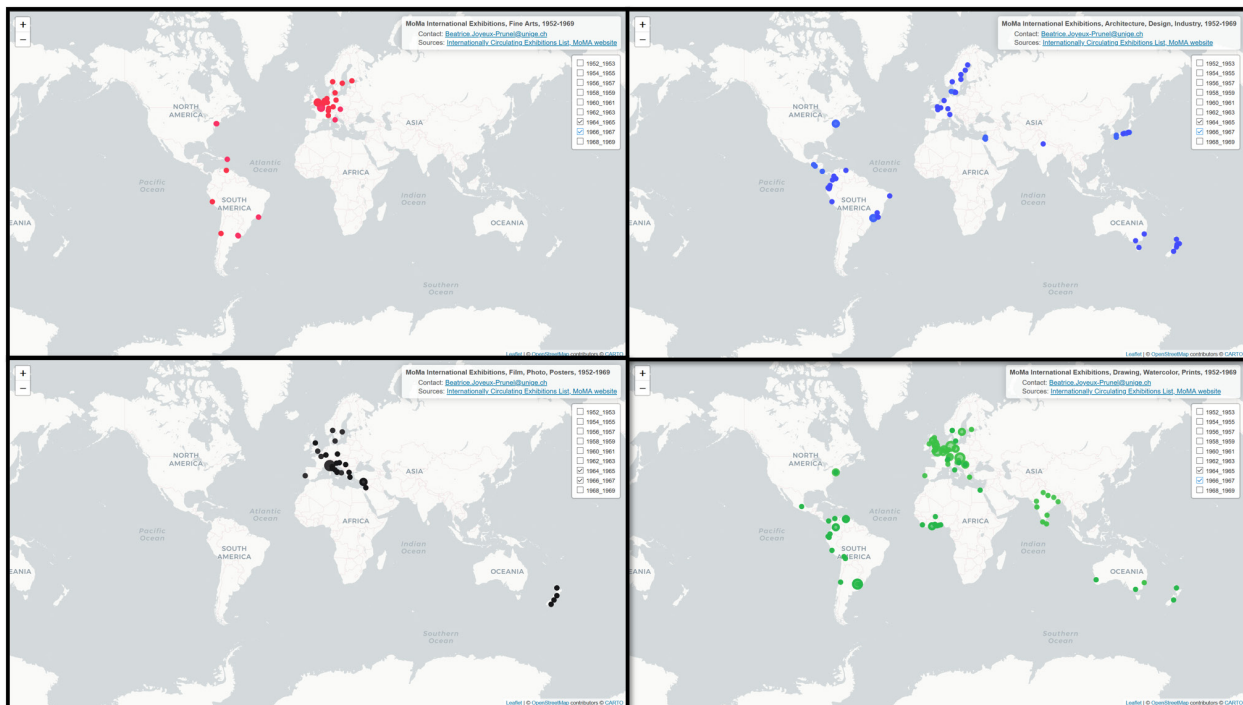 +
−
MoMa International Exhibitions, Fine Arts, 1952-1969
Contact: Beatrice.Joyeux-Prunel@unige.ch
Sources: Internationally Circulating Exhibitions List, MoMA website
1952_1953
1954_1955
1956_1957
1958_1959
1960_1961
1962_1963
1964_1965
1966_1967
1968_1969
NORTH
AMERICA
ASIA
Atlantic
Ocean
AFRICA
Pacific
Ocean
Indian
Ocean
SOUTH
AMERICA
OCEANIA
OCEANIA
Southern
Ocean
Leaflet | © OpenStreetMap contributors © CARTO
+
−
MoMa International Exhibitions, Architecture, Design, Industry, 1952-1969
Contact: Beatrice.Joyeux-Prunel@unige.ch
Sources: Internationally Circulating Exhibitions List, MoMA website
1952_1953
1954_1955
1956_1957
1958_1959
1960_1961
1962_1963
1964_1965
1966_1967
1968_1969
NORTH
AMERICA
ASIA
Atlantic
Ocean
AFRICA
Pacific
Ocean
Indian
Ocean
SOUTH
AMERICA
OCEANIA
ANIA
Southern
Ocean
Leaflet | © OpenStreetMap contributors © CARTO
+
−
MoMa International Exhibitions, Film, Photo, Posters, 1952-1969
Contact: Beatrice.Joyeux-Prunel@unige.ch
Sources: Internationally Circulating Exhibitions List, MoMA website
1952_1953
1954_1955
1956_1957
1958_1959
1960_1961
1962_1963
1964_1965
1966_1967
1968_1969
NORTH
AMERICA
ASIA
Atlantic
Ocean
AFRICA
Pacific
Ocean
Indian
Ocean
SOUTH
AMERICA
OCEANIA
OCEANIA
Southern
Ocean
Leaflet | © OpenStreetMap contributors © CARTO
+
−
MoMa International Exhibitions, Drawing, Watercolor, Prints, 1952-1969
Contact: Beatrice.Joyeux-Prunel@unige.ch
Sources: Internationally Circulating Exhibitions List, MoMA website
1952_1953
1954_1955
1956_1957
1958_1959
1960_1961
1962_1963
1964_1965
1966_1967
1968_1969
NORTH
AMERICA
ASIA
Atlantic
Ocean
AFRICA
Pacific
Ocean
Indian
Ocean
SOUTH
AMERICA
OCEANIA
ANIA
Southern
Ocean
Leaflet | © OpenStreetMap contributors © CARTO